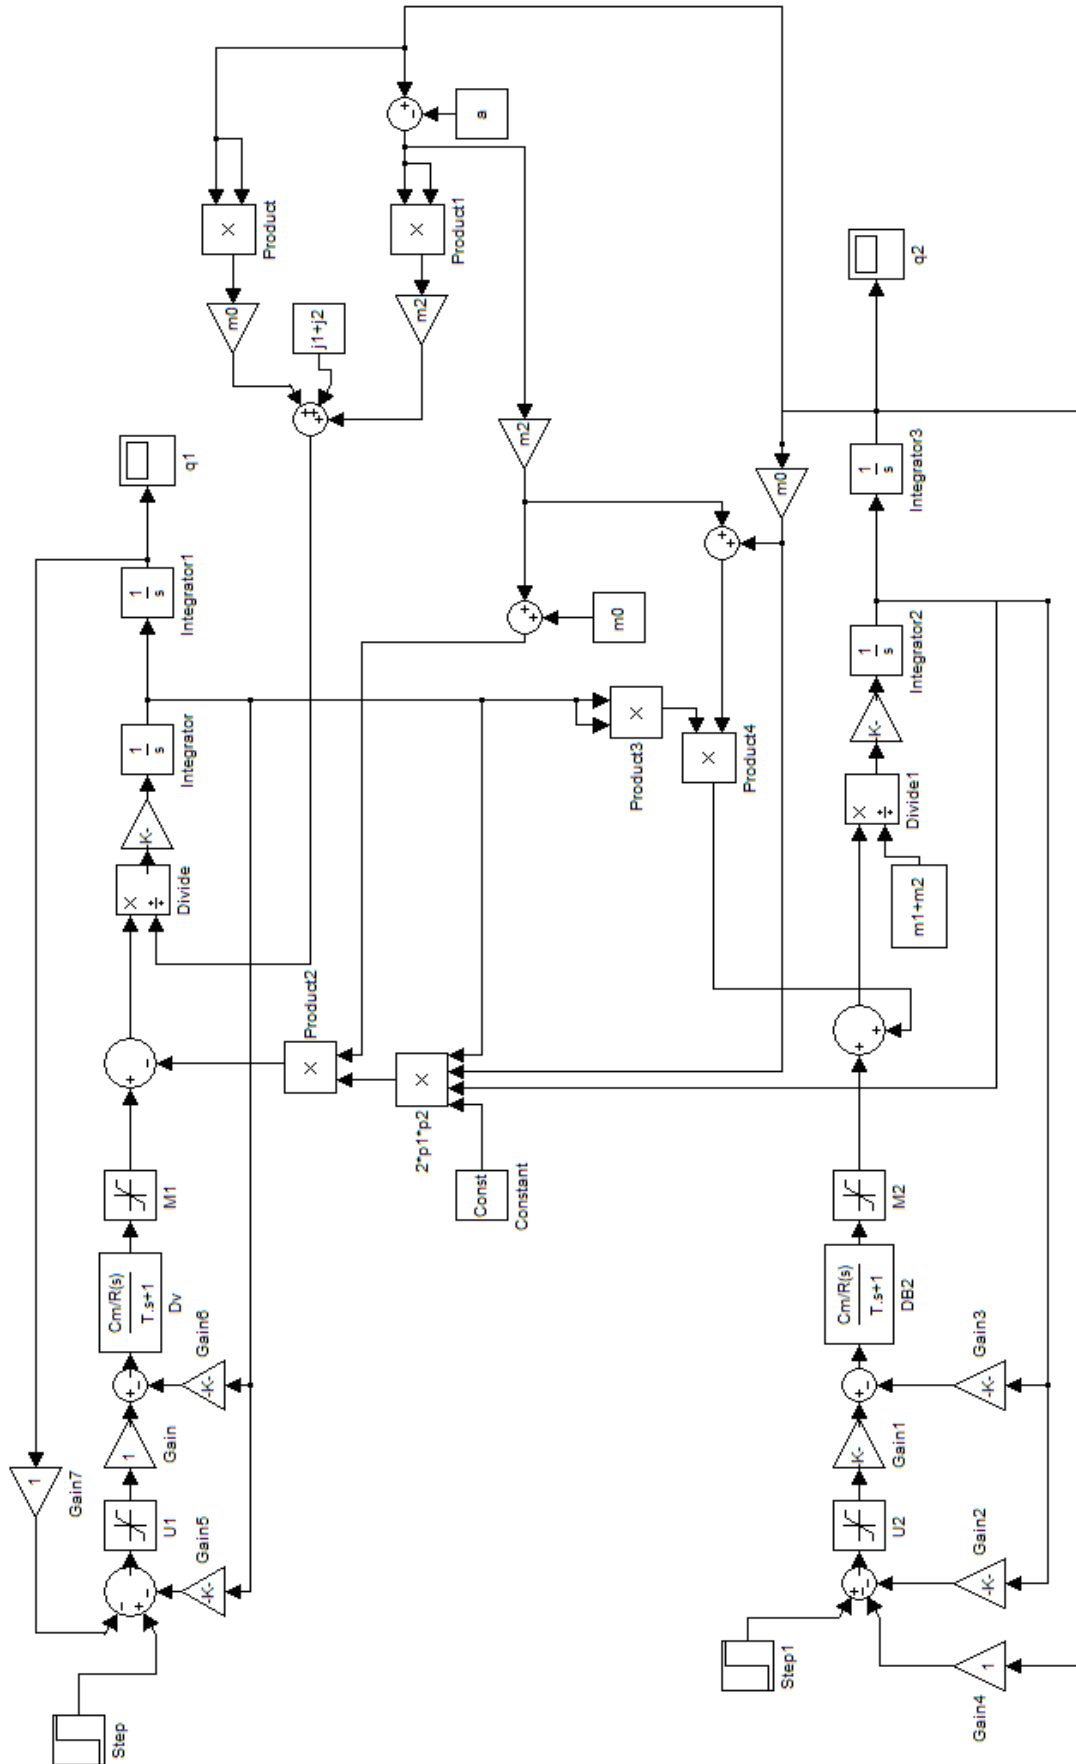 1
Gain7
Step
U1
-K-
Gain5
1
Gain
-K-
Gain6
Cm/R(s)
T.s+1
Dv
M1
×
÷
Divide
K-
1
s
Integrator
1
s
Integrator1
q1
×
Product2
j1+j2
m0
×
Product
×
2*p1*p2
Const
Constant
m2
×
Product1
a
m0
m2
×
Product3
×
Product4
m0
Step1
1
Gain4
U2
-K-
Gain2
K-
Gain1
-K-
Gain3
Cm/R(s)
T.s+1
DB2
M2
×
÷
Divide1
m1+m2
K-
1
s
Integrator2
1
s
Integrator3
q2